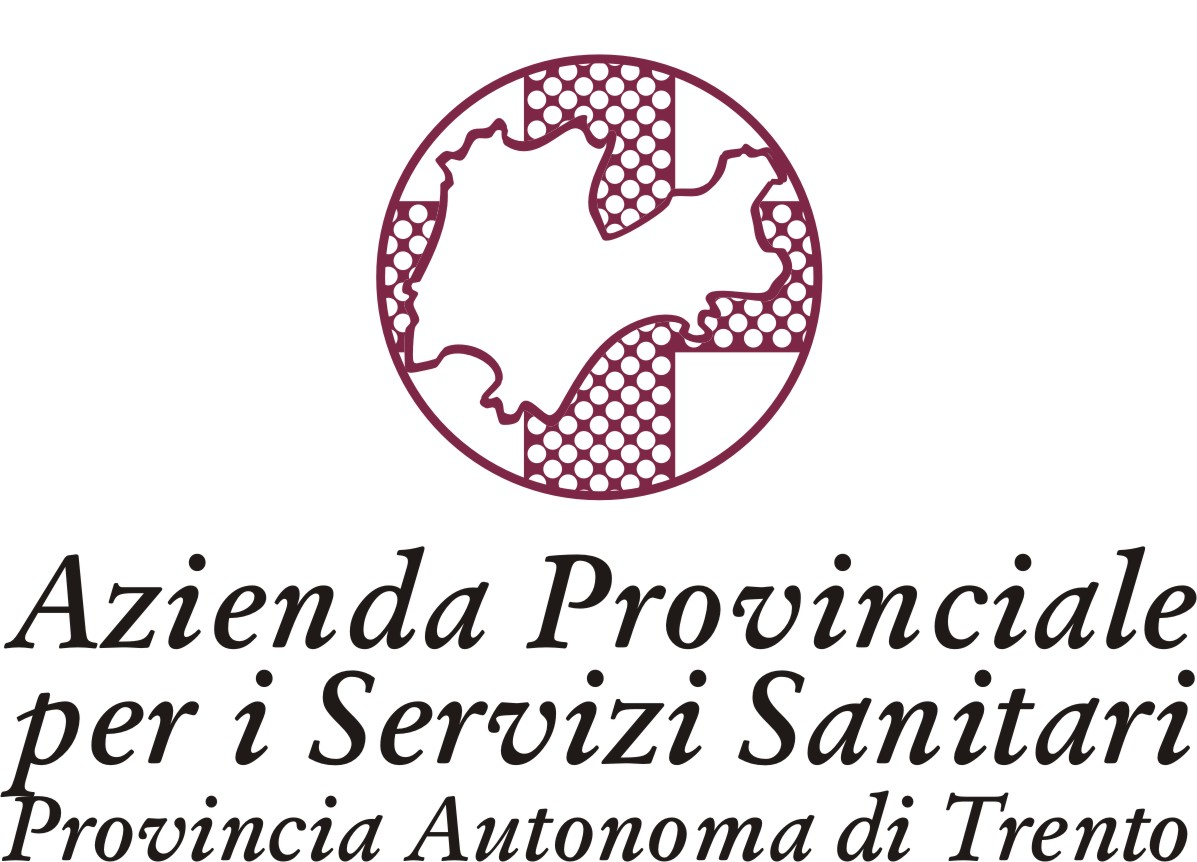 Azienda Provinciale
per i Servizi Sanitari
Provincia Autonoma di Trento